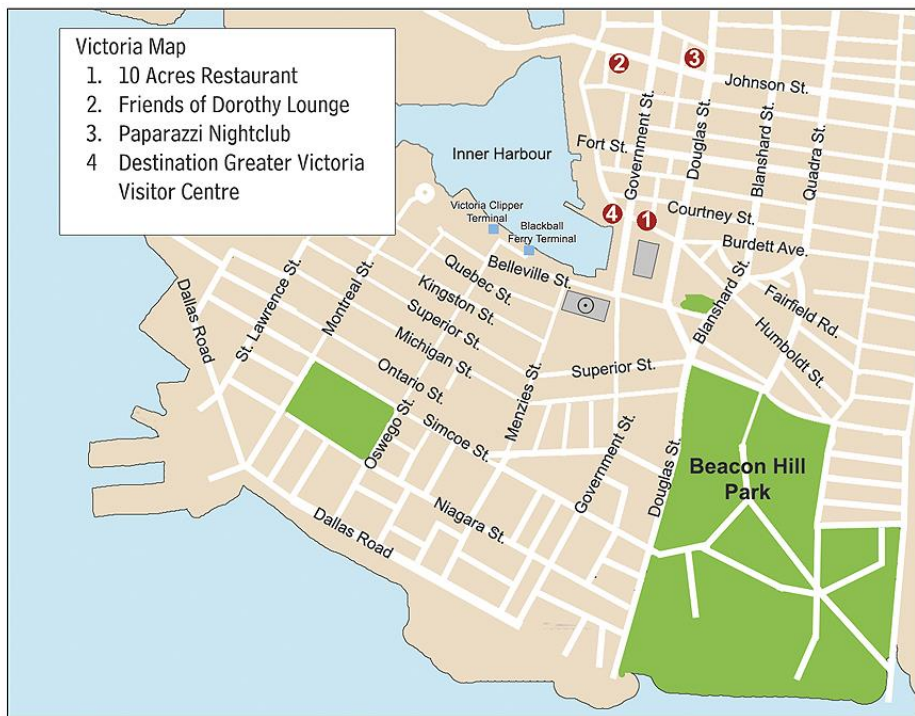 Victoria Map
1. 10 Acres Restaurant
2. Friends of Dorothy Lounge
3. Paparazzi Nightclub
4 Destination Greater Victoria
Visitor Centre
2
3
Johnson St.
Inner Harbour
Fort St.
Government St.
Douglas St.
Blanshard St.
Quadra St.
Victoria Clipper
Terminal
4
1
Courtney St.
Blackball
Ferry Terminal
Burdett Ave.
Belleville St.
Quebec St.
Kingston St.
Superior St.
Michigan St.
Ontario St.
Simcoe St.
Niagara St.
Dallas Road
St. Lawrence St.
Montreal St.
Oswego St.
Menzies St.
Superior St.
Government St.
Douglas St.
Blanshard St.
Fairfield Rd.
Humboldt St.
Beacon Hill
Park
Dallas Road